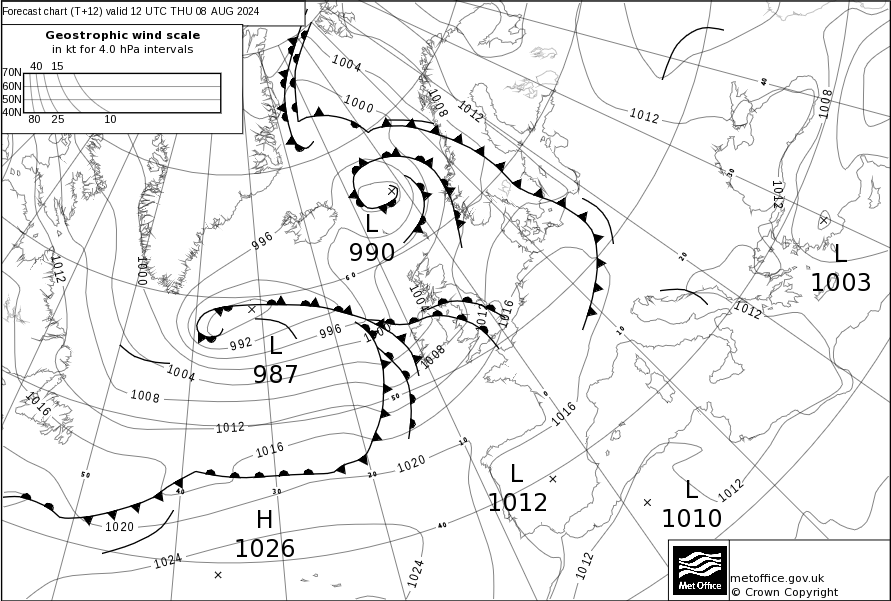 Forecast chart (T+12) valid 12 UTC THU 08 AUG 2024
Geostrophic wind scale
in kt for 4.0 hPa intervals
40 15
70N
60N
50N
40N
80 25 10
1004
1000
1008
1012
1012
1008
40
30
1012
L
990
L
1003
996
20
1012
1000
60
1004
1012
1016
1012
10
992
996
1000
L
987
1008
1004
1008
50
0
1016
1016
1012
10
1016
1020
L
1012
L
1010
1012
50
40
30
20
H
1026
1020
40
1024
1024
1012
Met Office
metoffice.gov.uk
© Crown Copyright